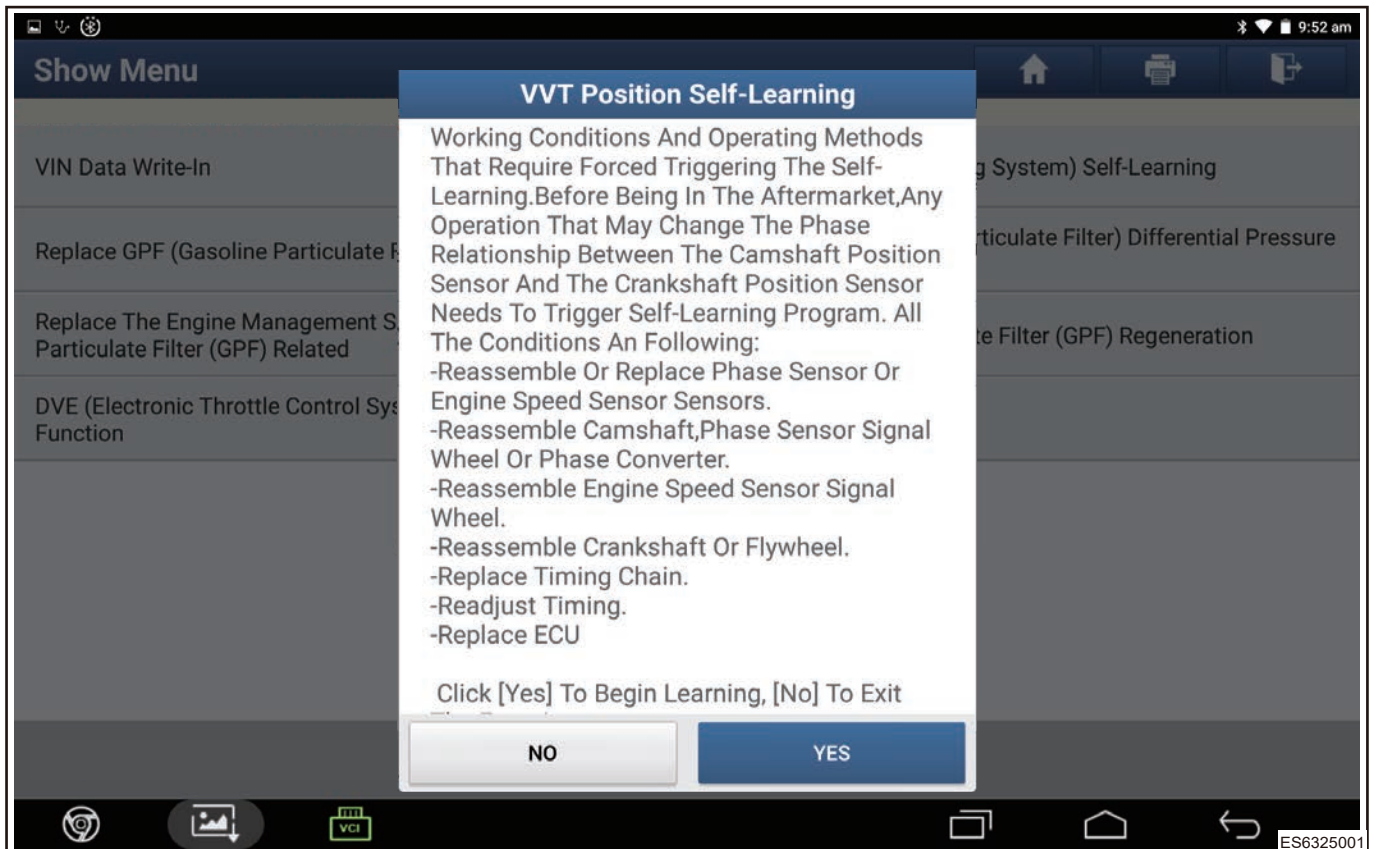 9:52 am
Show Menu
VVT Position Self-Learning
Working Conditions And Operating Methods
That Require Forced Triggering The Self-
Learning.Before Being In The Aftermarket,Any
Operation That May Change The Phase
Relationship Between The Camshaft Position
Sensor And The Crankshaft Position Sensor
Needs To Trigger Self-Learning Program. All
The Conditions An Following:
-Reassemble Or Replace Phase Sensor Or
Engine Speed Sensor Sensors.
-Reassemble Camshaft,Phase Sensor Signal
Wheel Or Phase Converter.
-Reassemble Engine Speed Sensor Signal
Wheel.
-Reassemble Crankshaft Or Flywheel.
-Replace Timing Chain.
-Readjust Timing.
-Replace ECU
Click [Yes] To Begin Learning, [No] To Exit
NO
YES
VIN Data Write-In
System) Self-Learning
Replace GPF (Gasoline Particulate
Filter) Differential Pressure
Replace The Engine Management
Particulate Filter (GPF) Related
Filter (GPF) Regeneration
DVE (Electronic Throttle Control
Function
VCI
ES6325001